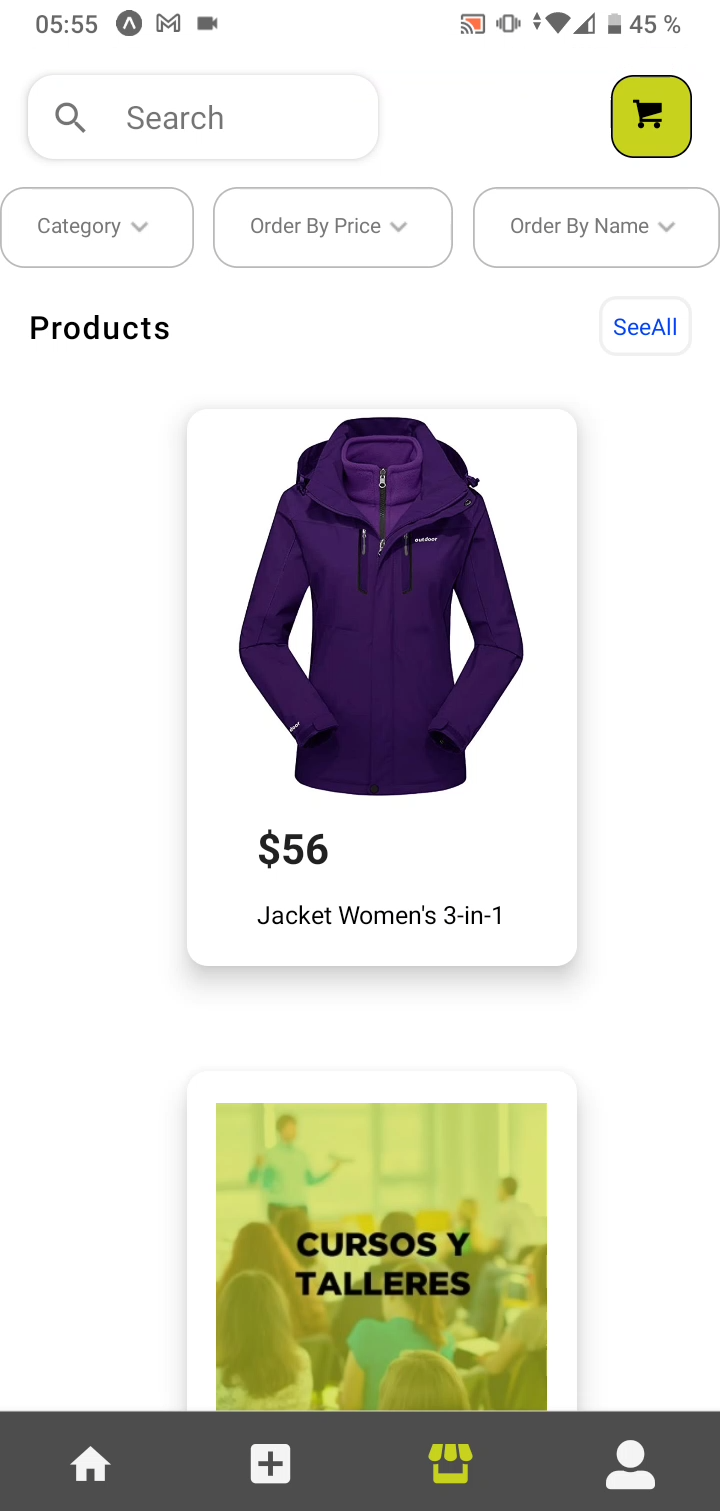 05:55 45 %
Search
Category Order By Price Order By Name
Products SeeAll
outdoor
$56
Jacket Women's 3-in-1
CURSOS Y
TALLERES